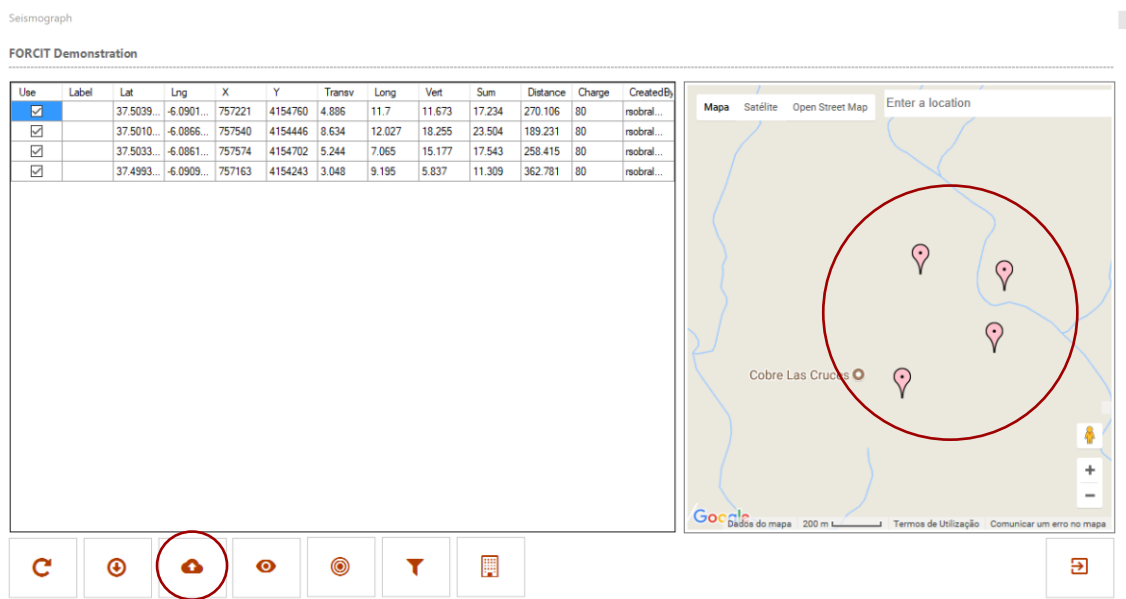 Seismograph
FORCIT Demonstration
Use Label Lat Lng X Y Transv Long Vert Sum Distance Charge CreatedBy
37.5039... -6.0901... 757221 4154760 4.886 11.7 11.673 17.234 270.106 80 rsobral...
37.5010... -6.0866... 757540 4154446 8.634 12.027 18.255 23.504 189.231 80 rsobral...
37.5033... -6.0861... 757574 4154702 5.244 7.065 15.177 17.543 258.415 80 rsobral...
37.4993... -6.0909... 757163 4154243 3.048 9.195 5.837 11.309 362.781 80 rsobral...
Mapa Satélite Open Street Map Enter a location
Cobre Las Cruces
Google Dados do mapa 200 m Termos de Utilização Comunicar um erro no mapa